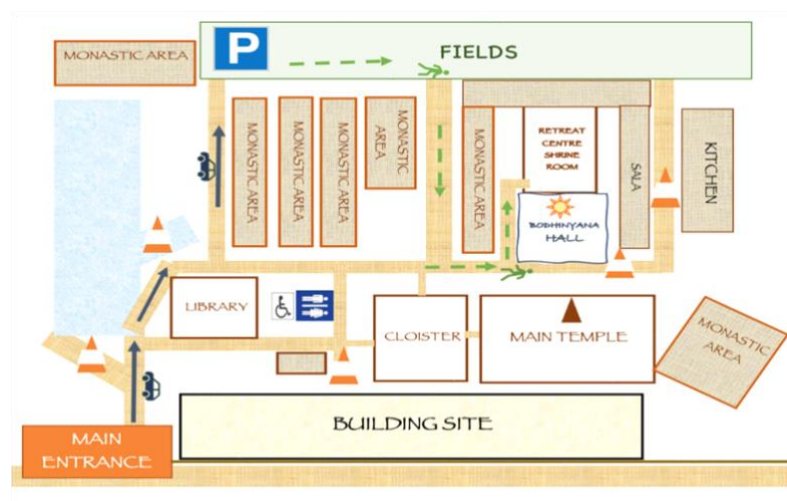 P
FIELDS
MONASTIC AREA
MONASTIC AREA
MONASTIC AREA
MONASTIC AREA
MONASTIC
AREA
MONASTIC AREA
RETREAT
CENTRE
SHRINE
ROOM
SALA
KITCHEN
BODHINYANA
HALL
LIBRARY
CLOISTER
MAIN TEMPLE
MONASTIC
AREA
BUILDING SITE
MAIN
ENTRANCE